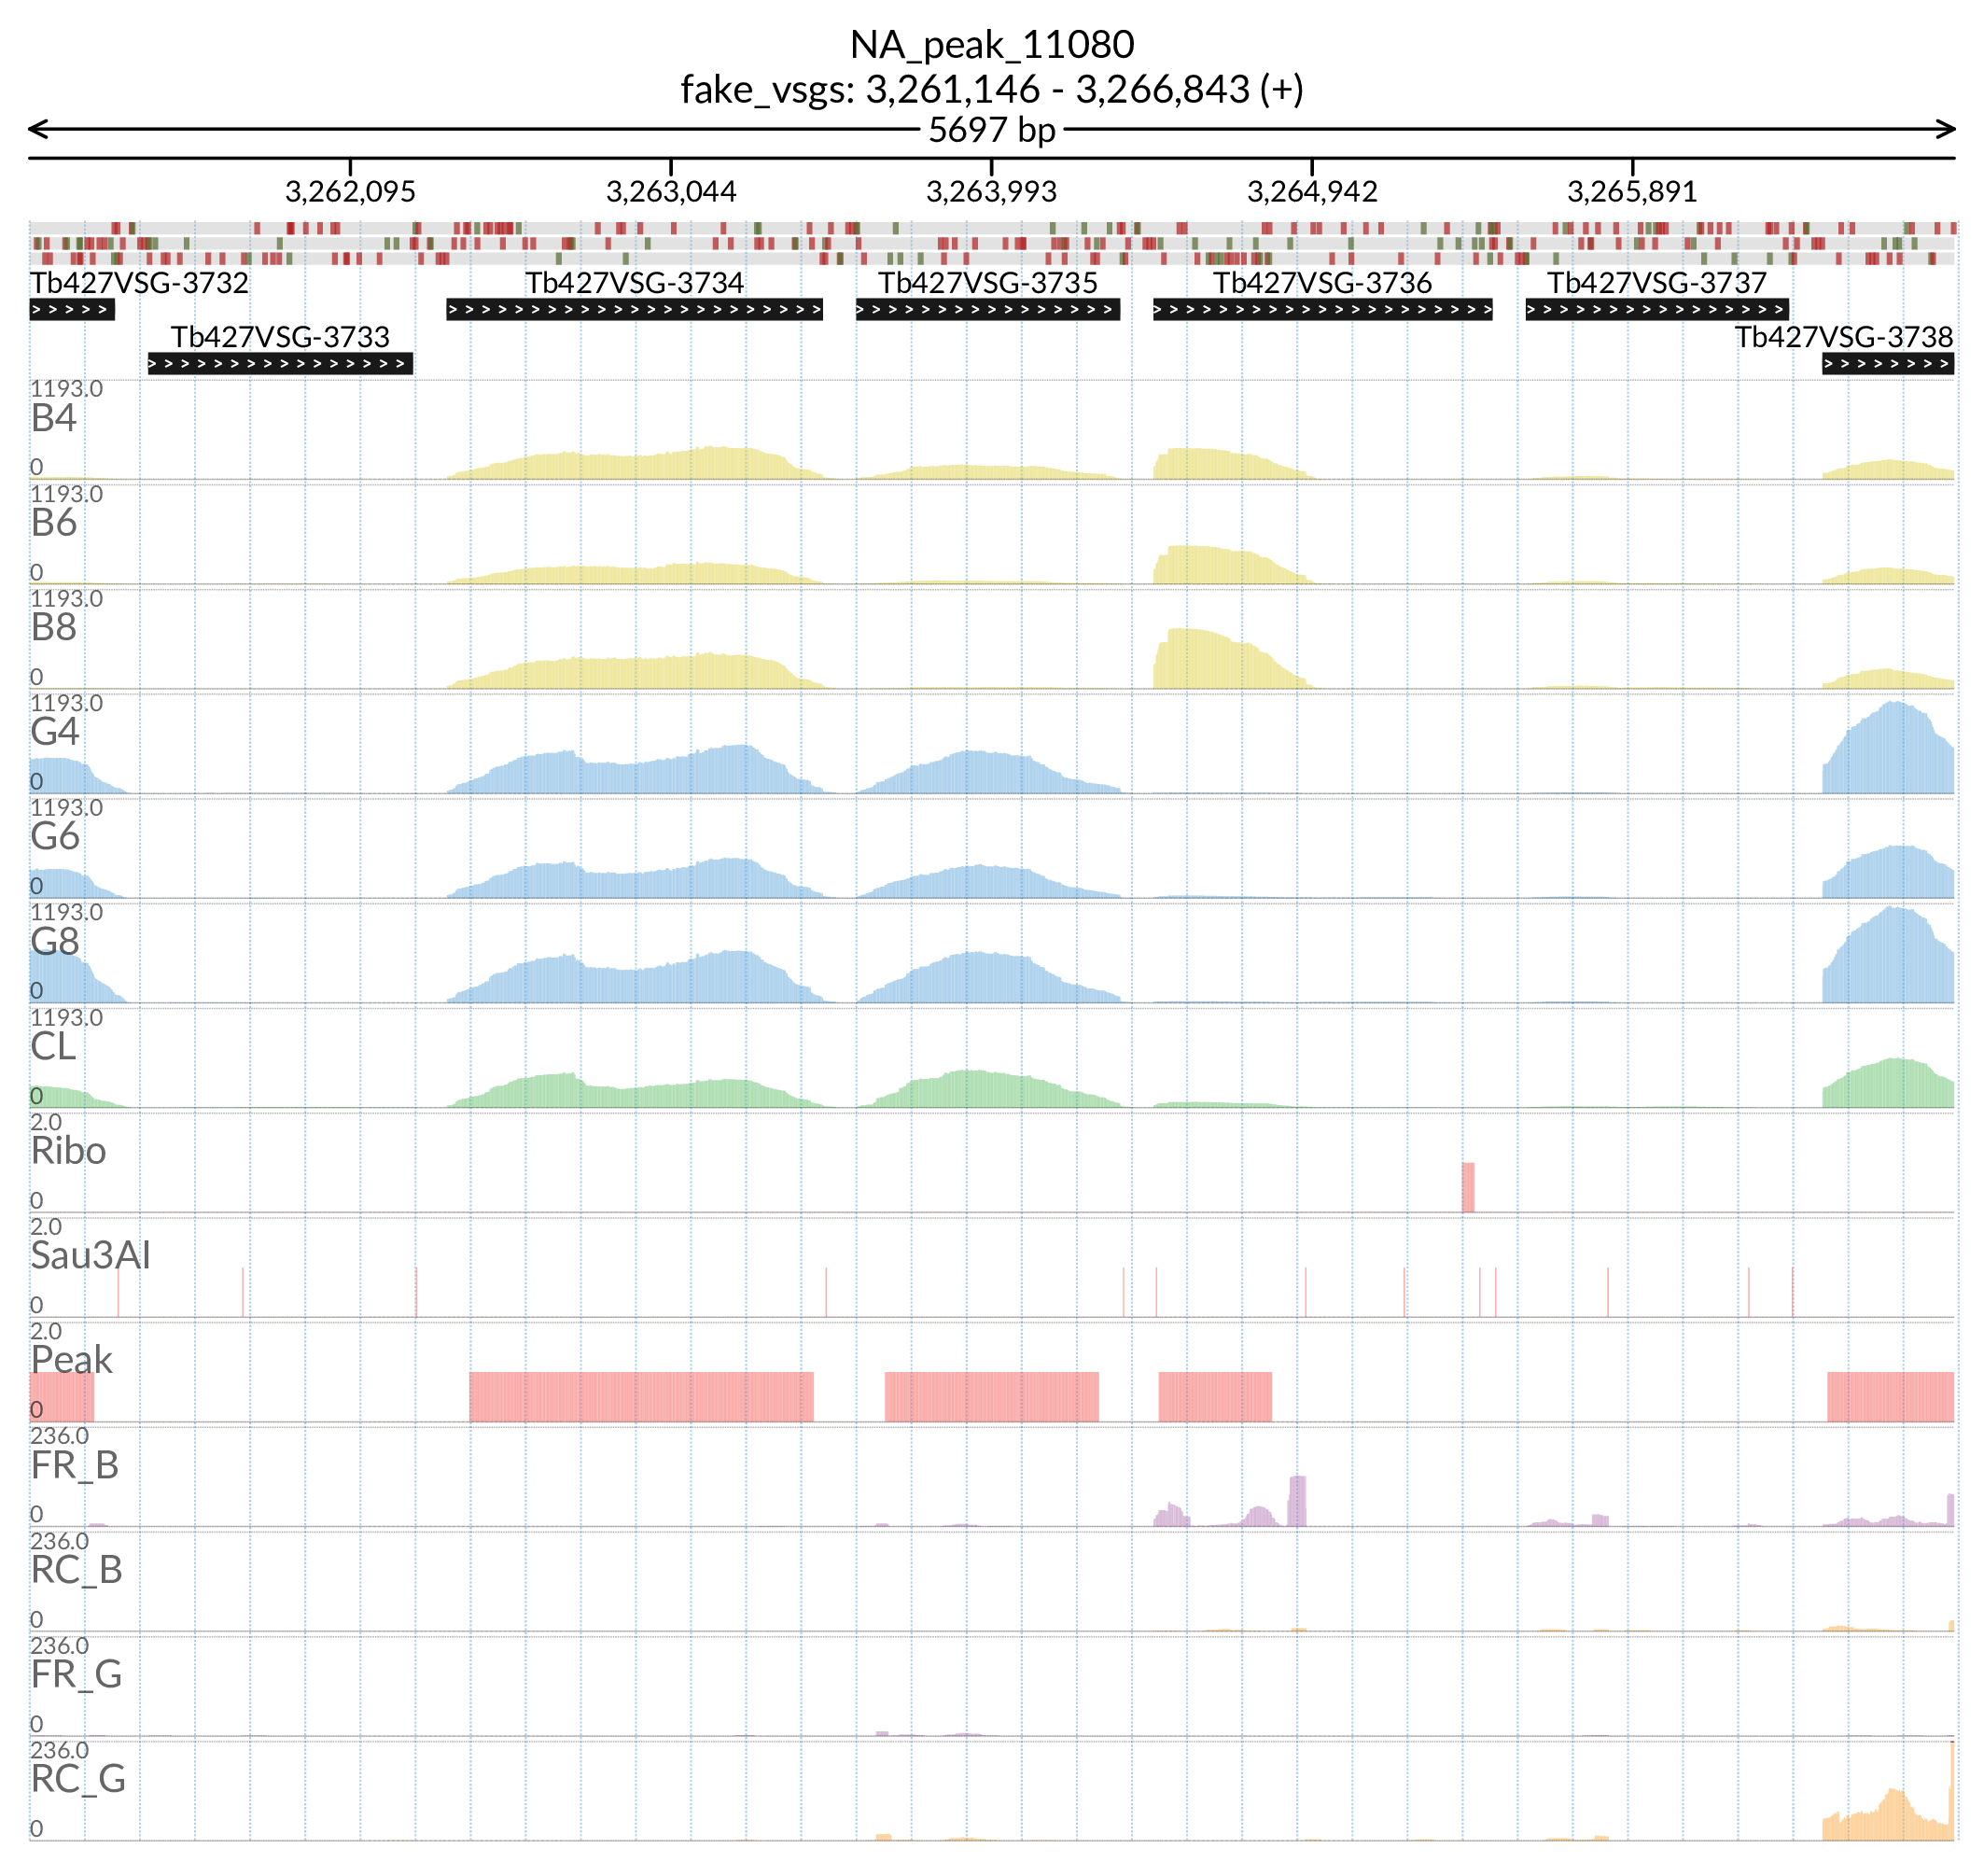 NA_peak_11080
fake_vsgs: 3,261,146 - 3,266,843 (+)
5697 bp
3,262,095 3,263,044 3,263,993 3,264,942 3,265,891
Tb427VSG-3732 Tb427VSG-3734 Tb427VSG-3735 Tb427VSG-3736 Tb427VSG-3737
Tb427VSG-3733 Tb427VSG-3738
1193.0
B4
0
1193.0
B6
0
1193.0
B8
0
1193.0
G4
0
1193.0
G6
0
1193.0
G8
0
1193.0
CL
0
2.0
Ribo
0
2.0
Sau3AI
0
2.0
Peak
0
236.0
FR_B
0
236.0
RC_B
0
236.0
FR_G
0
236.0
RC_G
0